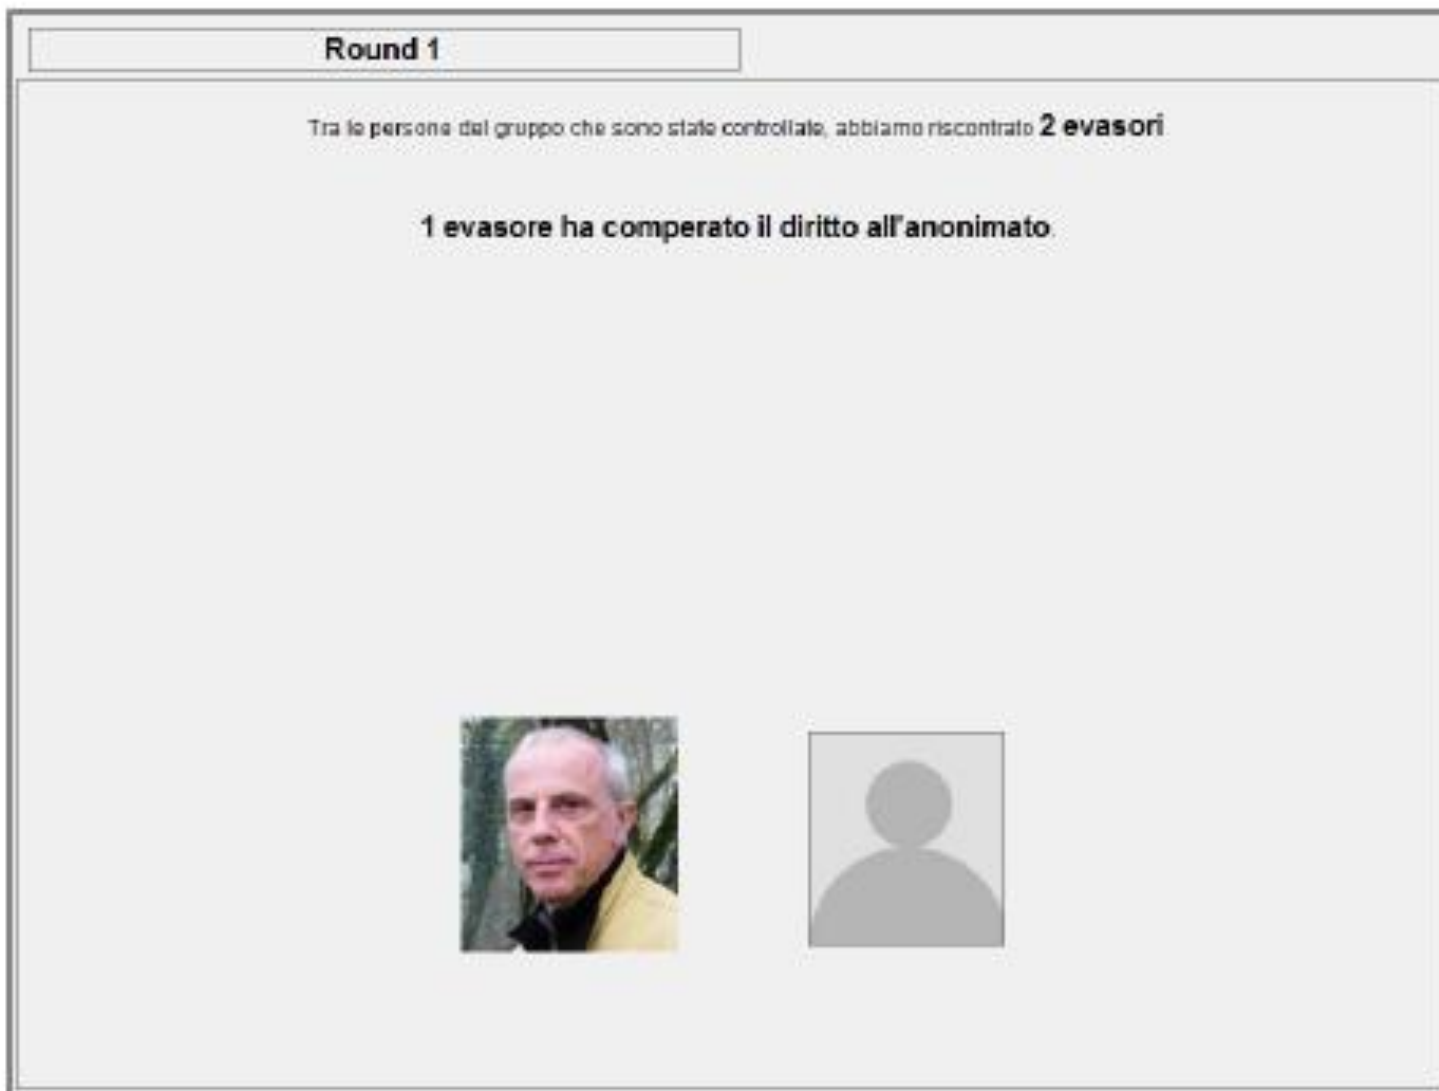 Round 1
Tra le persone del gruppo che sono state controllate, abbiamo riscontrato 2 evasori
1 evasore ha comperato il diritto all'anonimato.